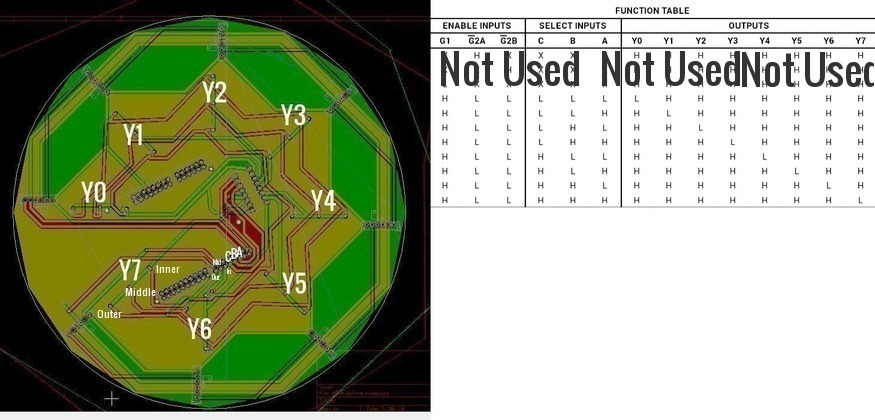 Y2
Y3
Y1
Y0
Y4
CBA
Mid
In
Out
Y7
Inner
Middle
Y5
Outer
Y6
FUNCTION TABLE
ENABLE INPUTS SELECT INPUTS OUTPUTS
G1 G̅2A G̅2B C B A Y0 Y1 Y2 Y3 Y4 Y5 Y6 Y7
Not Used Not Used Not Used
H L L L L L L H H H H H H H
H L L L L H H L H H H H H H
H L L L H L H H L H H H H H
H L L L H H H H H L H H H H
H L L H L L H H H H L H H H
H L L H L H H H H H H L H H
H L L H H L H H H H H H L H
H L L H H H H H H H H H H L